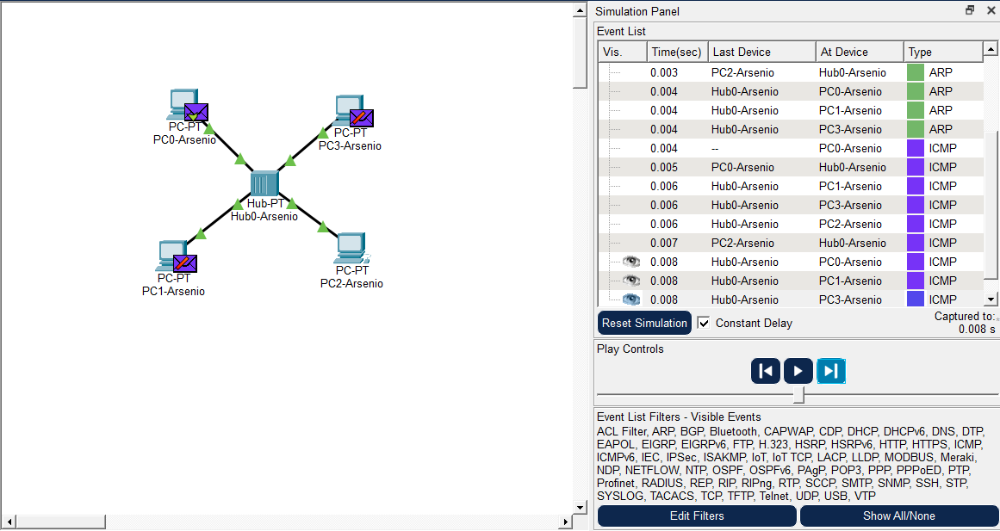 Simulation Panel
Event List
Vis. Time(sec) Last Device At Device Type
0.003 PC2-Arsenio Hub0-Arsenio ARP
0.004 Hub0-Arsenio PC0-Arsenio ARP
0.004 Hub0-Arsenio PC1-Arsenio ARP
0.004 Hub0-Arsenio PC3-Arsenio ARP
0.004 -- PC0-Arsenio ICMP
0.005 PC0-Arsenio Hub0-Arsenio ICMP
0.006 Hub0-Arsenio PC1-Arsenio ICMP
0.006 Hub0-Arsenio PC3-Arsenio ICMP
0.006 Hub0-Arsenio PC2-Arsenio ICMP
0.007 PC2-Arsenio Hub0-Arsenio ICMP
0.008 Hub0-Arsenio PC0-Arsenio ICMP
0.008 Hub0-Arsenio PC1-Arsenio ICMP
0.008 Hub0-Arsenio PC3-Arsenio ICMP
Reset Simulation Constant Delay
Captured to:
0.008 s
Play Controls
Event List Filters - Visible Events
ACL Filter, ARP, BGP, Bluetooth, CAPWAP, CDP, DHCP, DHCPv6, DNS, DTP,
EAPOL, EIGRP, EIGRPv6, FTP, H.323, HSRP, HSRPv6, HTTP, HTTPS, ICMP,
ICMPv6, IEC, IPSec, ISAKMP, IoT, IoT TCP, LACP, LLDP, MODBUS, Meraki,
NDP, NETFLOW, NTP, OSPF, OSPFv6, PAgP, POP3, PPP, PPPoED, PTP,
Profinet, RADIUS, REP, RIP, RIPng, RTP, SCCP, SMTP, SNMP, SSH, STP,
SYSLOG, TACACS, TCP, TFTP, Telnet, UDP, USB, VTP
Edit Filters Show All/None
PC-PT
PC0-Arsenio
PC-PT
PC3-Arsenio
Hub-PT
Hub0-Arsenio
PC-PT
PC1-Arsenio
PC-PT
PC2-Arsenio